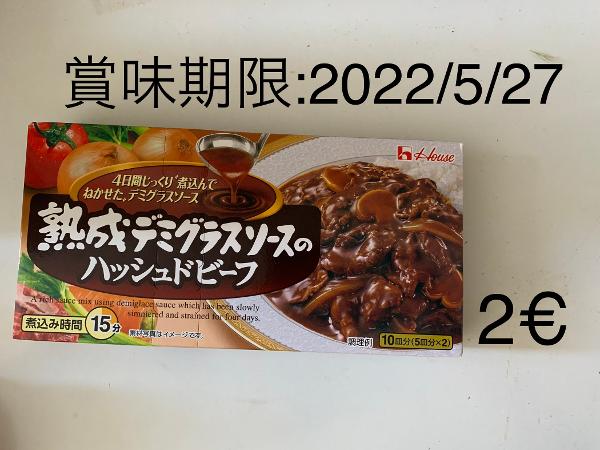 賞味期限:2022/5/27
House
4日間じっくり煮込んで
ねかせた、デミグラスソース
熟成デミグラスソースの
ハッシュドビーフ
A rich sauce mix using demiglace sauce which has been slowly
simmered and strained for four days.
煮込み時間 15分
素材写真はイメージです。
調理例
10皿分(5皿分×2)
2€